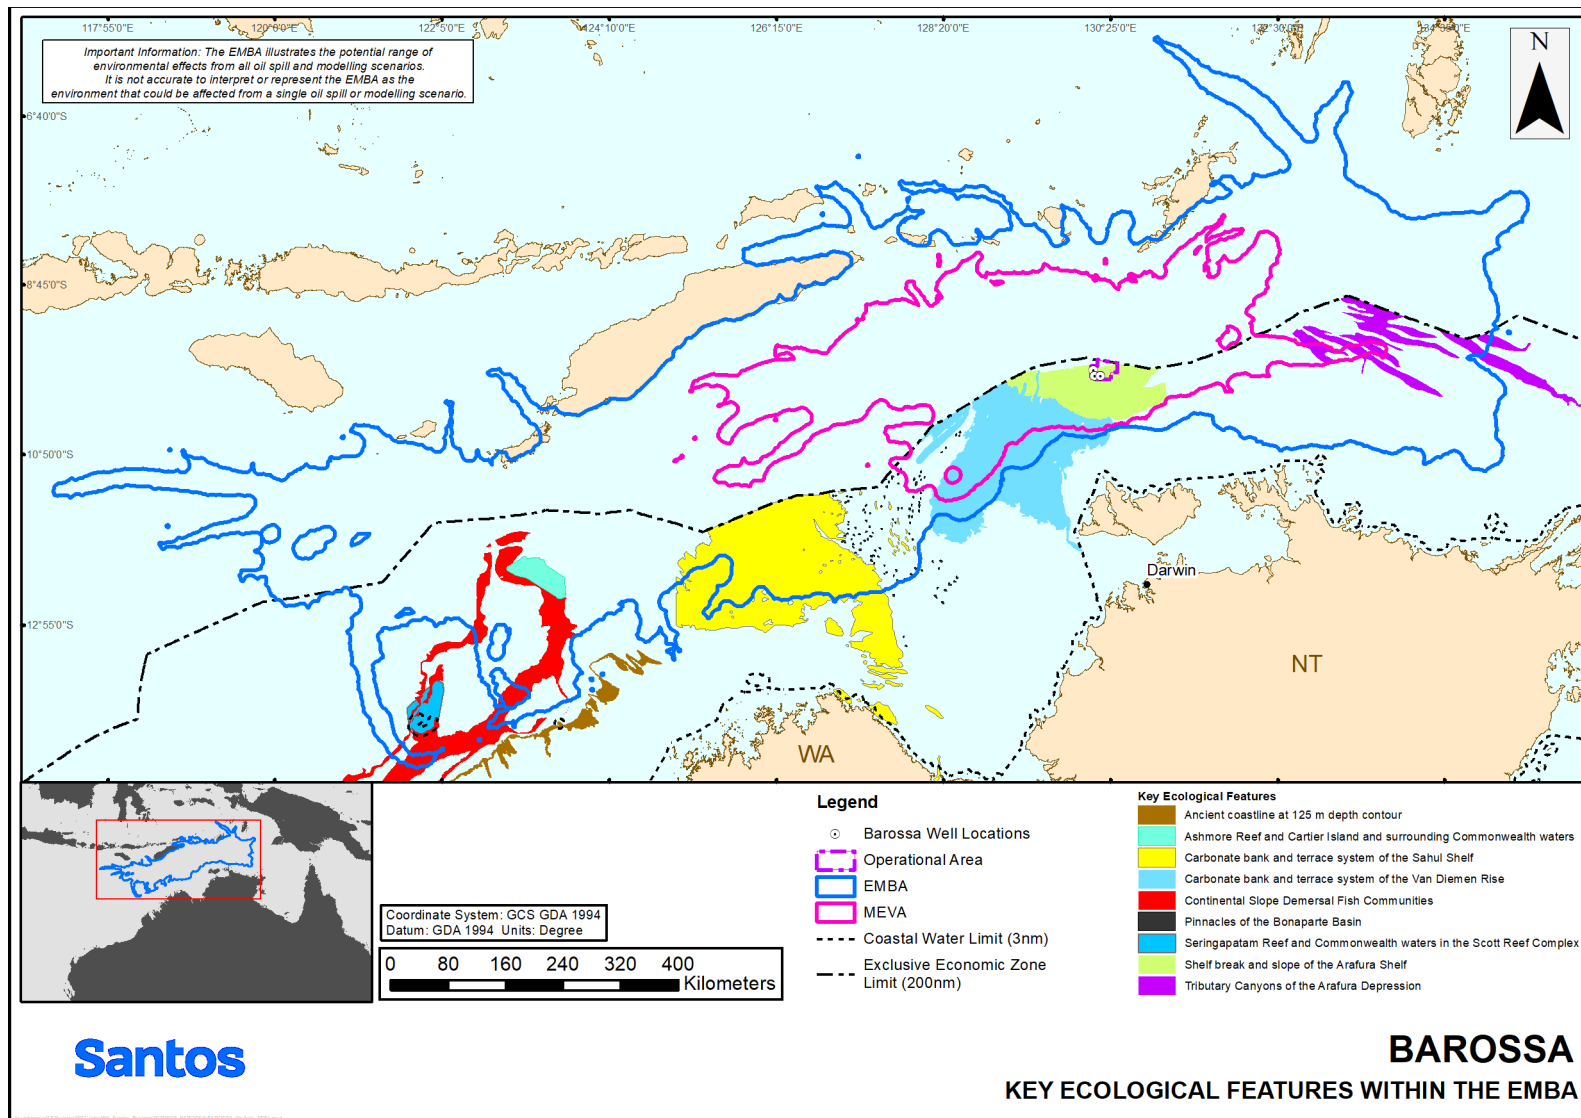 117°55'0"E
120°0'0"E
122°5'0"E
124°10'0"E
126°15'0"E
128°20'0"E
130°25'0"E
132°30'0"E
Important Information: The EMBA illustrates the potential range of
environmental effects from all oil spill and modelling scenarios.
It is not accurate to interpret or represent the EMBA as the
environment that could be affected from a single oil spill or modelling scenario.
N
6°40'0"S
8°45'0"S
10°50'0"S
12°55'0"S
Darwin
NT
WA
Legend
Barossa Well Locations
Operational Area
EMBA
MEVA
Coastal Water Limit (3nm)
Exclusive Economic Zone
Limit (200nm)
Key Ecological Features
Ancient coastline at 125 m depth contour
Ashmore Reef and Cartier Island and surrounding Commonwealth waters
Carbonate bank and terrace system of the Sahul Shelf
Carbonate bank and terrace system of the Van Diemen Rise
Continental Slope Demersal Fish Communities
Pinnacles of the Bonaparte Basin
Seringapatam Reef and Commonwealth waters in the Scott Reef Complex
Shelf break and slope of the Arafura Shelf
Tributary Canyons of the Arafura Depression
Coordinate System: GCS GDA 1994
Datum: GDA 1994 Units: Degree
0 80 160 240 320 400
Kilometers
Santos
BAROSSA
KEY ECOLOGICAL FEATURES WITHIN THE EMBA